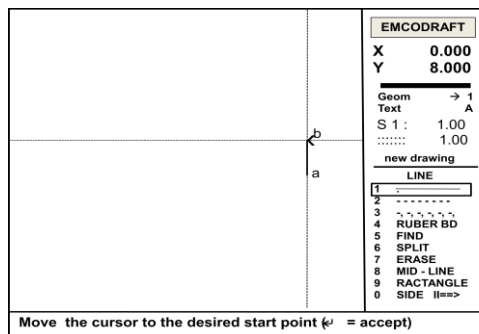 EMCODRAFT
X 0.000
Y 8.000
Geom → 1
Text A
S 1 : 1.00
::::::: 1.00
new drawing
LINE
1
2 - - - - - - - -
3 -, -, -, -, -, -,
4 RUBER BD
5 FIND
6 SPLIT
7 ERASE
8 MID - LINE
9 RACTANGLE
0 SIDE II==>
b
a
Move the cursor to the desired start point (↵ = accept)